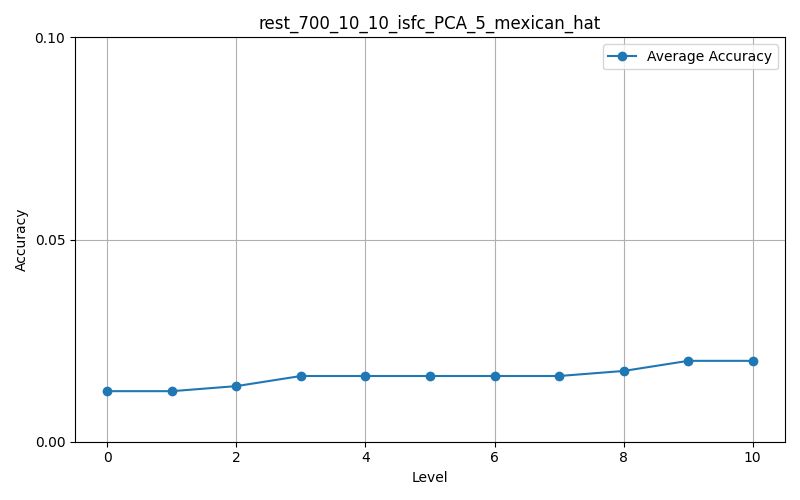 rest_700_10_10_isfc_PCA_5_mexican_hat
Average Accuracy
0.10
0.05
0.00
Accuracy
0 2 4 6 8 10
Level